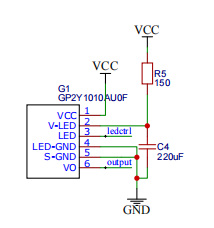 VCC
VCC
R5
150
G1
GP2Y1010AU0F
VCC 1
V-LED 2
LED 3 ledctrl
LED-GND 4
S-GND 5
VO 6 output
C4
220uF
GND